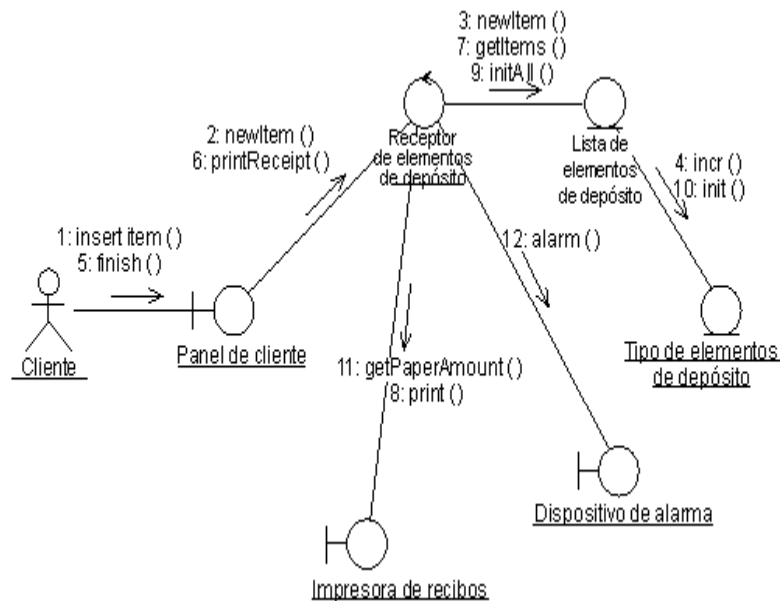 3: newItem ()
7: getItems ()
9: initAll ()
2: newItem ()
6: printReceipt ()
Receptor
de elementos
de depósito
Lista de
elementos
de depósito
4: incr ()
10: init ()
1: insert item ()
5: finish ()
12: alarm ()
Cliente
Panel de cliente
11: getPaperAmount ()
8: print ()
Tipo de elementos
de depósito
Dispositivo de alarma
Impresora de recibos